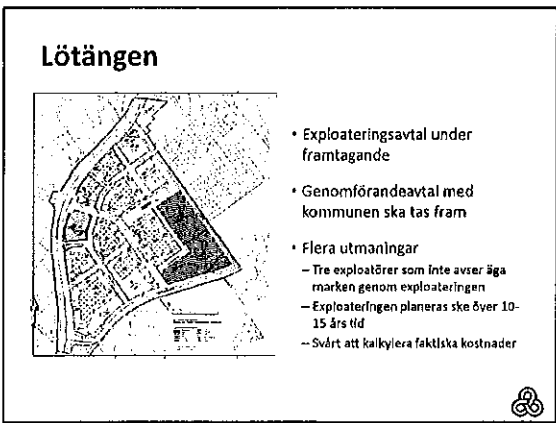 Lötängen
• Exploateringsavtal under
framtagande
• Genomförandeavtal med
kommunen ska tas fram
• Flera utmaningar
– Tre exploatörer som inte avser äga
marken genom exploateringen
– Exploateringen planeras ske över 10-
15 års tid
– Svårt att kalkylera faktiska kostnader